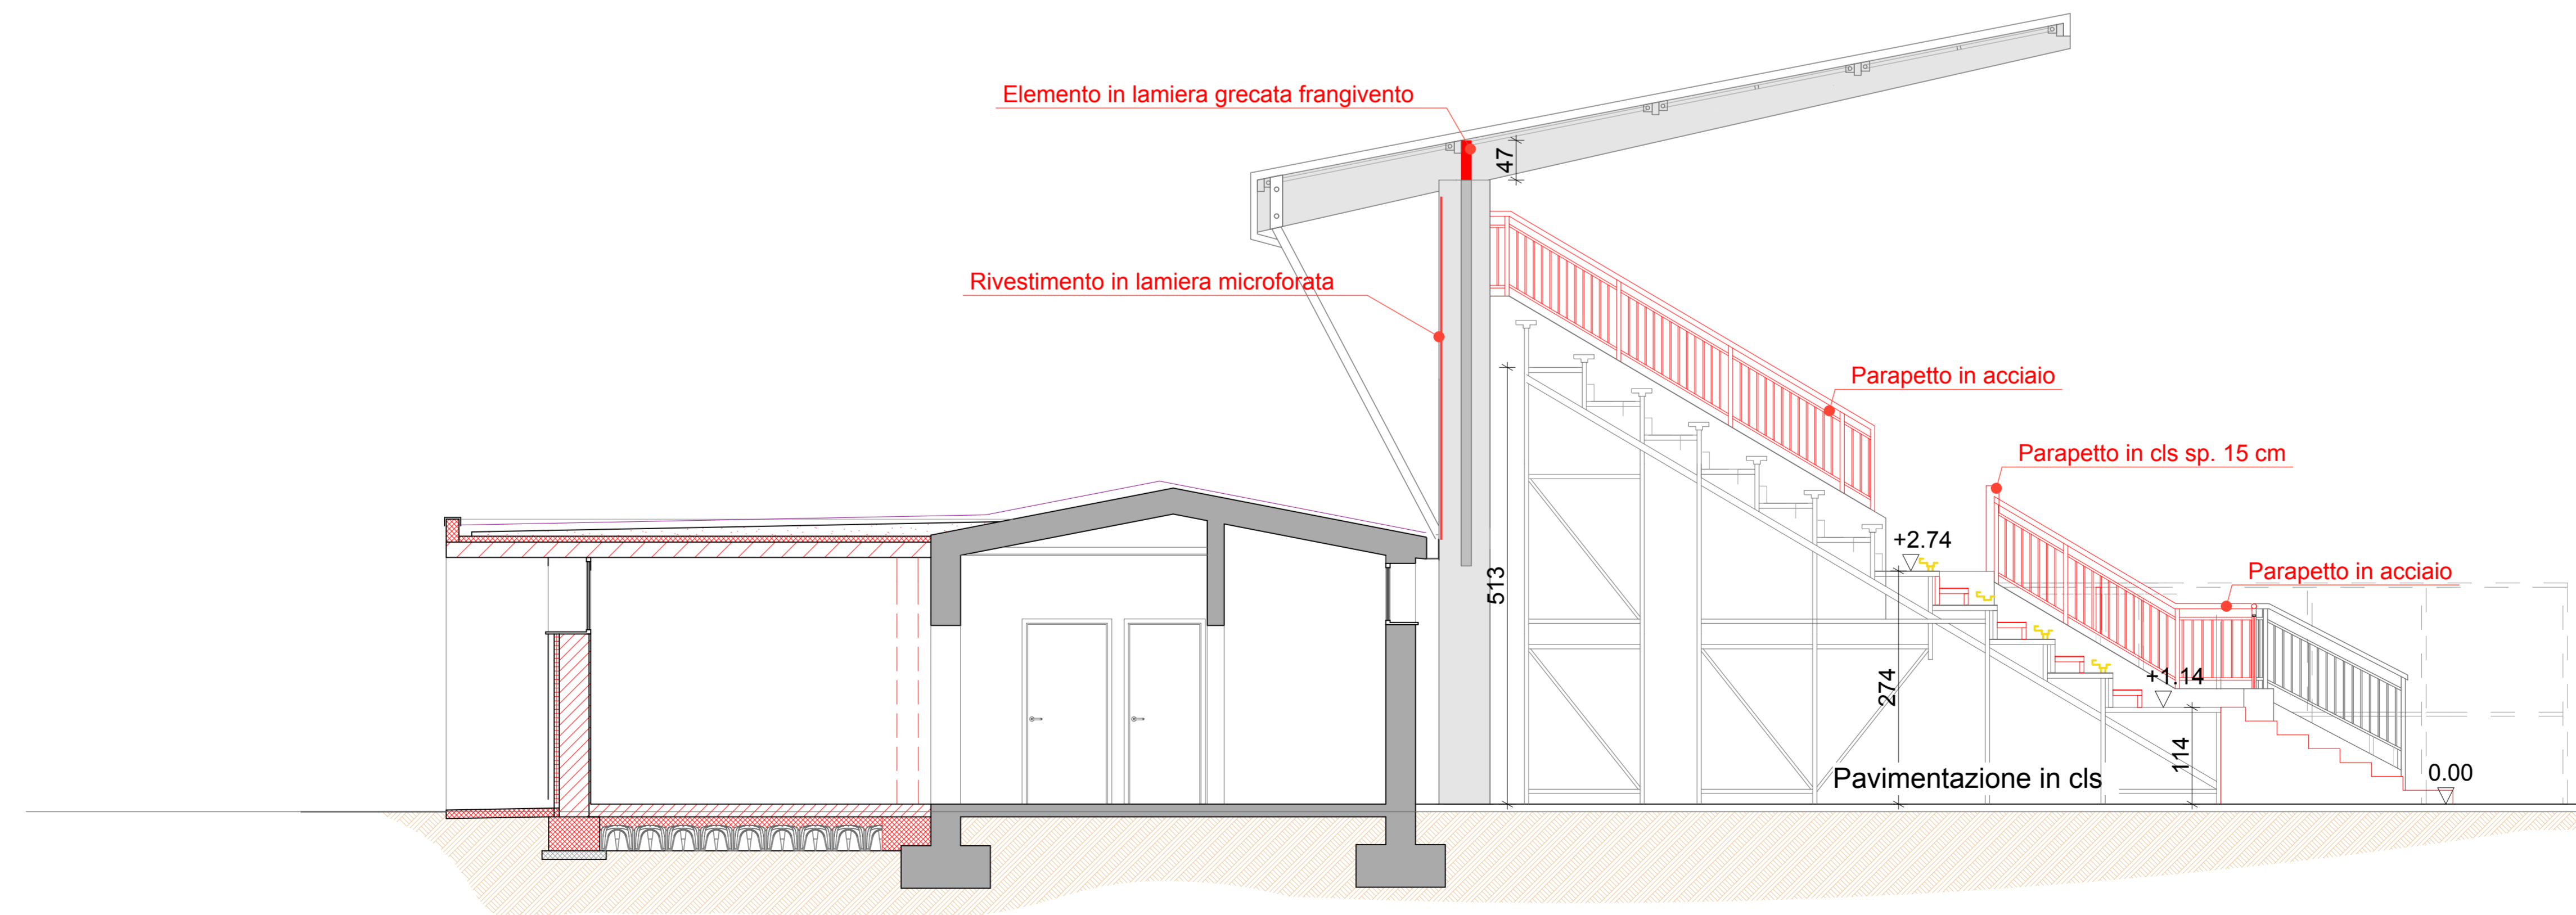 Elemento in lamiera grecata frangivento
47
Rivestimento in lamiera microforata
Parapetto in acciaio
Parapetto in cls sp. 15 cm
+2.74
Parapetto in acciaio
513
274
+1.14
114
Pavimentazione in cls
0.00